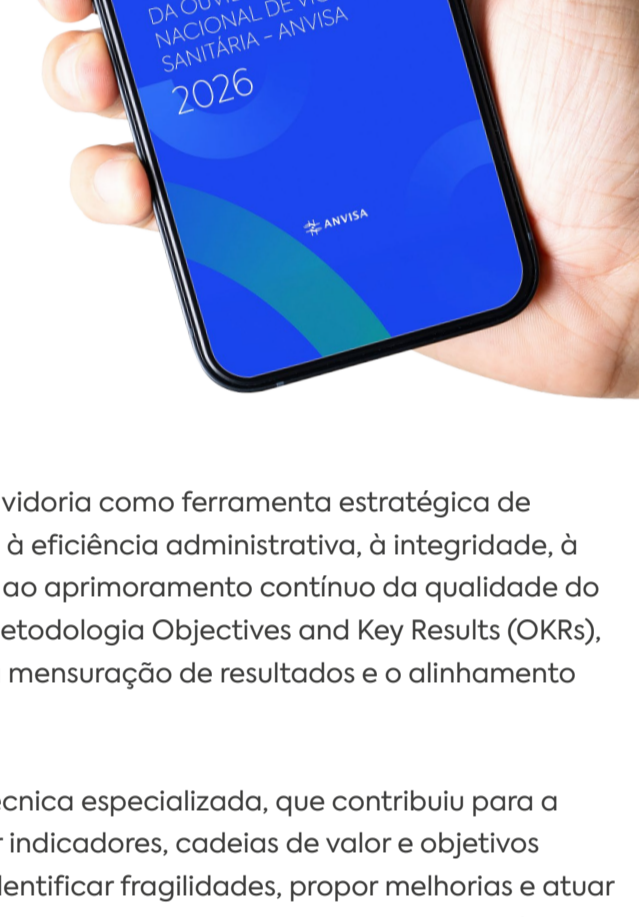 DA
NACIONAL DE
SANITÁRIA – ANVISA
2026
ANVISA
vidoria como ferramenta estratégica de
à eficiência administrativa, à integridade, à
ao aprimoramento contínuo da qualidade do
etodologia Objectives and Key Results (OKRs),
mensuração de resultados e o alinhamento
cnica especializada, que contribuiu para a
r indicadores, cadeias de valor e objetivos
dentificar fragilidades, propor melhorias e atuar